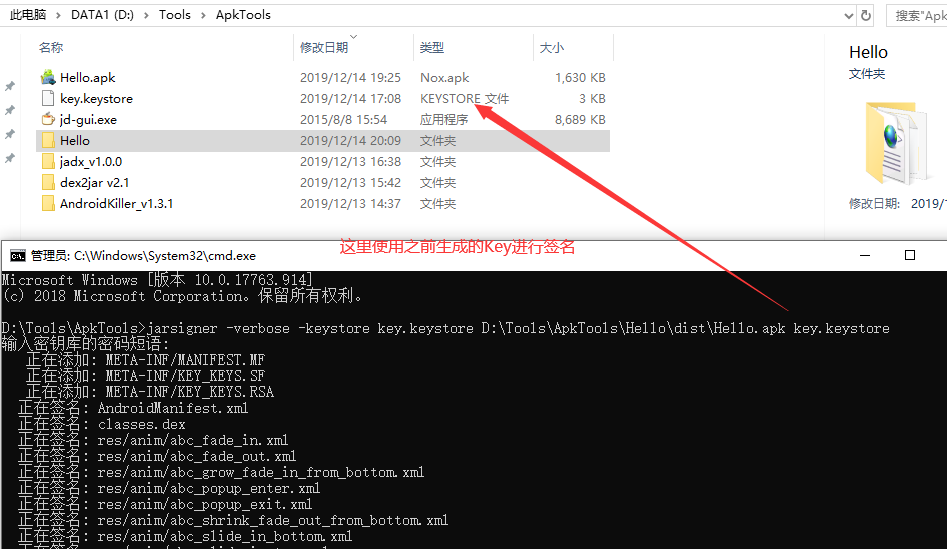 此电脑 > DATA1 (D:) > Tools > ApkTools
搜索"Apk
名称 修改日期 类型 大小
Hello.apk 2019/12/14 19:25 Nox.apk 1,630 KB
key.keystore 2019/12/14 17:08 KEYSTORE 文件 3 KB
jd-gui.exe 2015/8/8 15:54 应用程序 8,689 KB
Hello 2019/12/14 20:09 文件夹
jadx_v1.0.0 2019/12/13 16:38 文件夹
dex2jar v2.1 2019/12/13 15:42 文件夹
AndroidKiller_v1.3.1 2019/12/13 14:37 文件夹
Hello
文件夹
修改日期: 2019/1
这里使用之前生成的Key进行签名
管理员: C:\Windows\System32\cmd.exe
Microsoft Windows [版本 10.0.17763.914]
(c) 2018 Microsoft Corporation。保留所有权利。
D:\Tools\ApkTools>jarsigner -verbose -keystore key.keystore D:\Tools\ApkTools\Hello\dist\Hello.apk key.keystore
输入密钥库的密码短语:
正在添加: META-INF/MANIFEST.MF
正在添加: META-INF/KEY_KEYS.SF
正在添加: META-INF/KEY_KEYS.RSA
正在签名: AndroidManifest.xml
正在签名: classes.dex
正在签名: res/anim/abc_fade_in.xml
正在签名: res/anim/abc_fade_out.xml
正在签名: res/anim/abc_grow_fade_in_from_bottom.xml
正在签名: res/anim/abc_popup_enter.xml
正在签名: res/anim/abc_popup_exit.xml
正在签名: res/anim/abc_shrink_fade_out_from_bottom.xml
正在签名: res/anim/abc_slide_in_bottom.xml